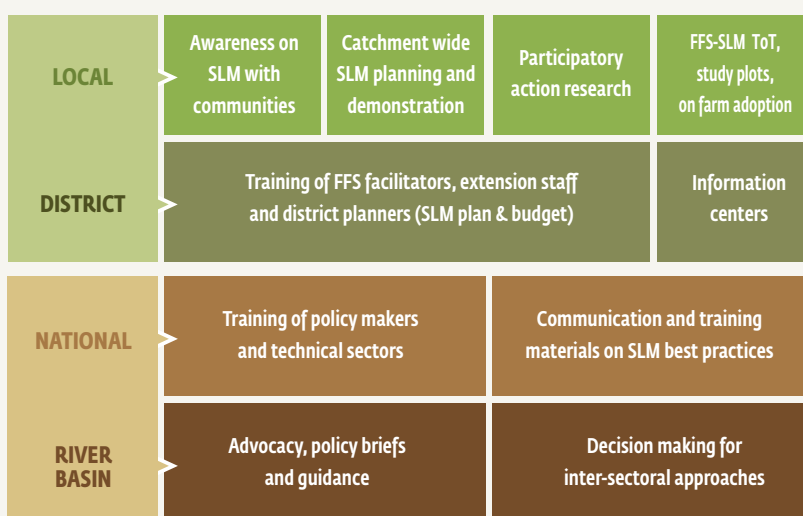 LOCAL
Awareness on
SLM with
communities
Catchment wide
SLM planning and
demonstration
Participatory
action research
FFS-SLM ToT,
study plots,
on farm adoption
DISTRICT
Training of FFS facilitators, extension staff
and district planners (SLM plan & budget)
Information
centers
NATIONAL
Training of policy makers
and technical sectors
Communication and training
materials on SLM best practices
RIVER
BASIN
Advocacy, policy briefs
and guidance
Decision making for
inter-sectoral approaches